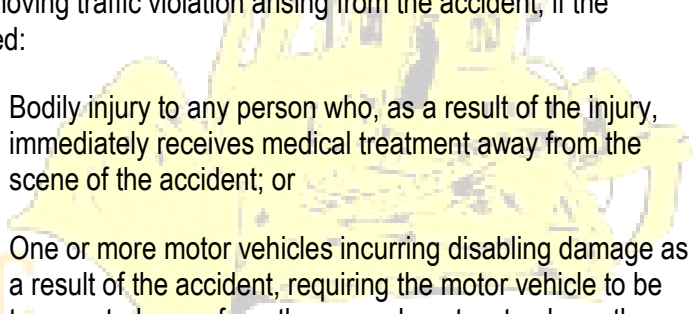 moving traffic violation arising from the accident, if the
ed:
Bodily injury to any person who, as a result of the injury,
immediately receives medical treatment away from the
scene of the accident; or
One or more motor vehicles incurring disabling damage as
a result of the accident, requiring the motor vehicle to be